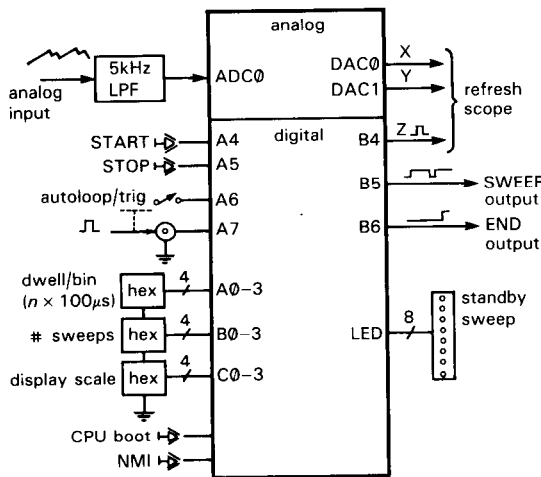 analog
5kHz
LPF
ADC0
analog
input
DAC0
X
DAC1
Y
refresh
scope
START
A4
digital
B4
Z
STOP
A5
autoloop/trig
A6
B5
SWEEP
output
A7
B6
END
output
dwell/bin
(n × 100μs)
hex
4
A0–3
# sweeps
hex
4
B0–3
LED
8
standby
sweep
display scale
hex
4
C0–3
CPU boot
NMI